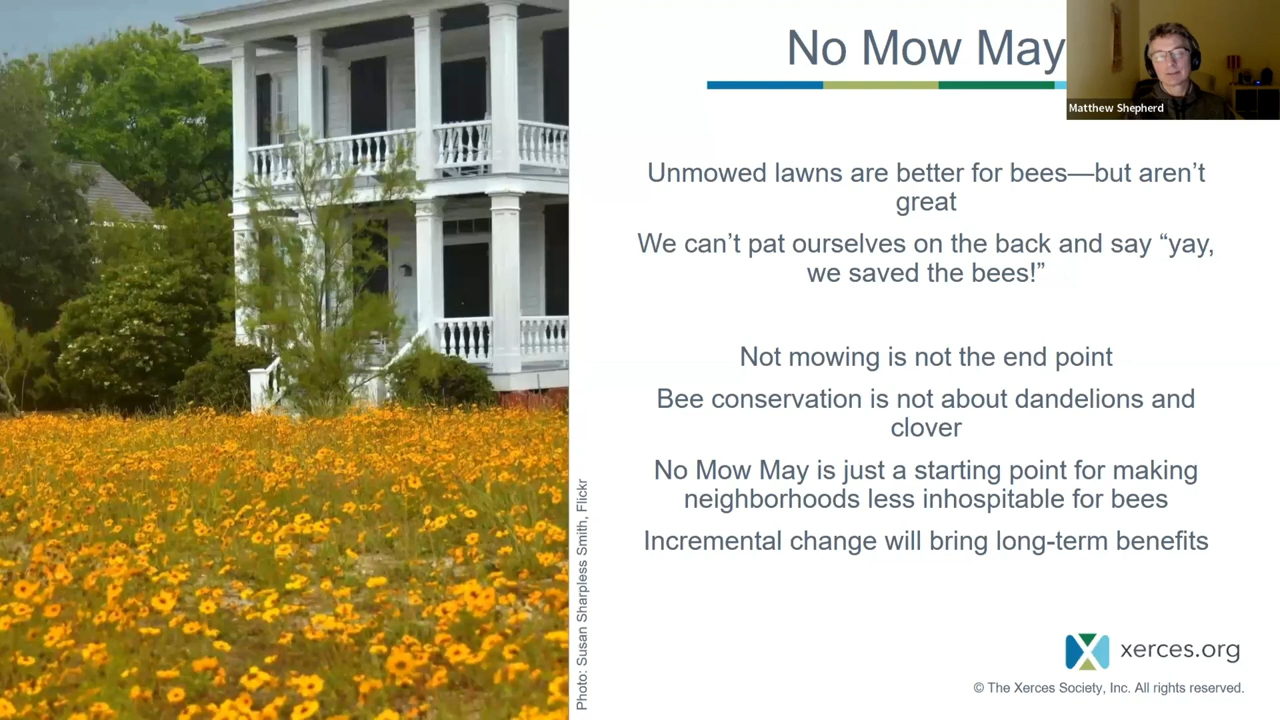 No Mow May
Matthew Shepherd
Unmowed lawns are better for bees—but aren’t
great
We can’t pat ourselves on the back and say “yay,
we saved the bees!”
Not mowing is not the end point
Bee conservation is not about dandelions and
clover
No Mow May is just a starting point for making
neighborhoods less inhospitable for bees
Incremental change will bring long-term benefits
Photo: Susan Sharpless Smith, Flickr
xerces.org
© The Xerces Society, Inc. All rights reserved.